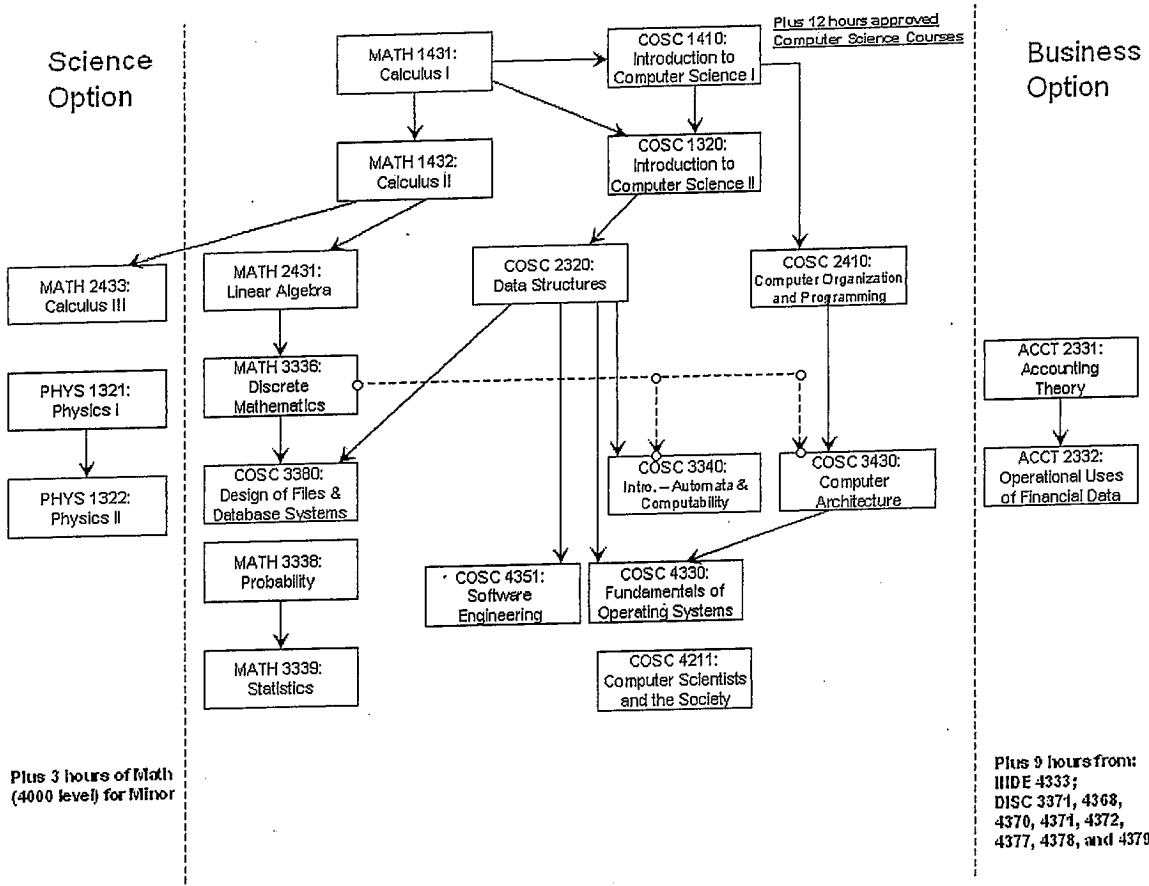 Science
Option
Plus 12 hours approved
Computer Science Courses
Business
Option
MATH 1431:
Calculus I
COSC 1410:
Introduction to
Computer Science I
MATH 1432:
Calculus II
COSC 1320:
Introduction to
Computer Science II
MATH 2433:
Calculus III
MATH 2431:
Linear Algebra
COSC 2320:
Data Structures
COSC 2410:
Computer Organization
and Programming
PHYS 1321:
Physics I
MATH 3336:
Discrete
Mathematics
ACCT 2331:
Accounting
Theory
PHYS 1322:
Physics II
COSC 3380:
Design of Files &
Database Systems
COSC 3340:
Intro. – Automata &
Computability
COSC 3430:
Computer
Architecture
ACCT 2332:
Operational Uses
of Financial Data
MATH 3338:
Probability
COSC 4351:
Software
Engineering
COSC 4330:
Fundamentals of
Operating Systems
MATH 3339:
Statistics
COSC 4211:
Computer Scientists
and the Society
Plus 3 hours of Math
(4000 level) for Minor
Plus 9 hours from:
4333;
DISC 3371, 4368,
4370, 4371, 4372,
4377, 4378, and 4379